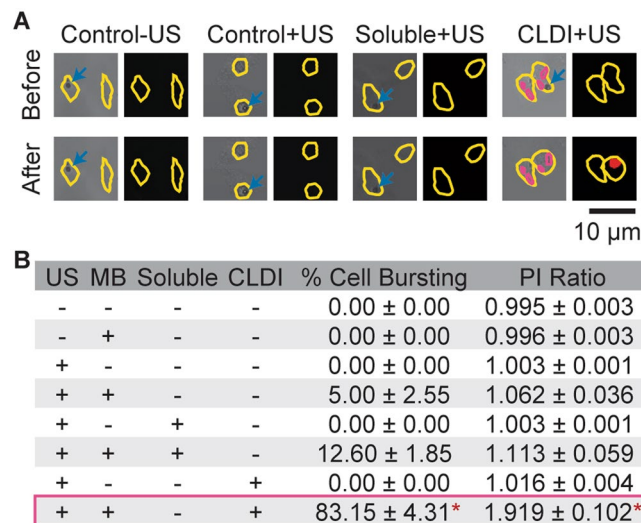 A
Control-US Control+US Soluble+US CLDI+US
Before
After
10 µm
B
US MB Soluble CLDI % Cell Bursting PI Ratio
- - - - 0.00 ± 0.00 0.995 ± 0.003
- + - - 0.00 ± 0.00 0.996 ± 0.003
+ - - - 0.00 ± 0.00 1.003 ± 0.001
+ + - - 5.00 ± 2.55 1.062 ± 0.036
+ - + - 0.00 ± 0.00 1.003 ± 0.001
+ + + - 12.60 ± 1.85 1.113 ± 0.059
+ - - + 0.00 ± 0.00 1.016 ± 0.004
+ + - + 83.15 ± 4.31* 1.919 ± 0.102*